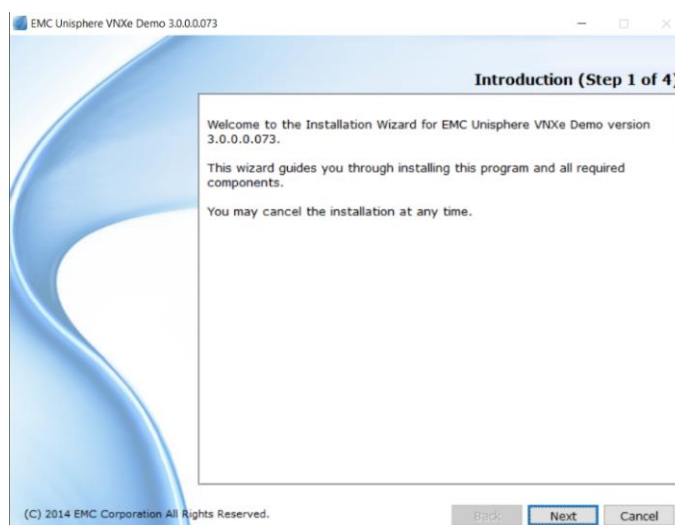 EMC Unisphere VNXe Demo 3.0.0.0.073
Introduction (Step 1 of 4)
Welcome to the Installation Wizard for EMC Unisphere VNXe Demo version
3.0.0.0.073.
This wizard guides you through installing this program and all required
components.
You may cancel the installation at any time.
(C) 2014 EMC Corporation All Rights Reserved.
Back
Next
Cancel